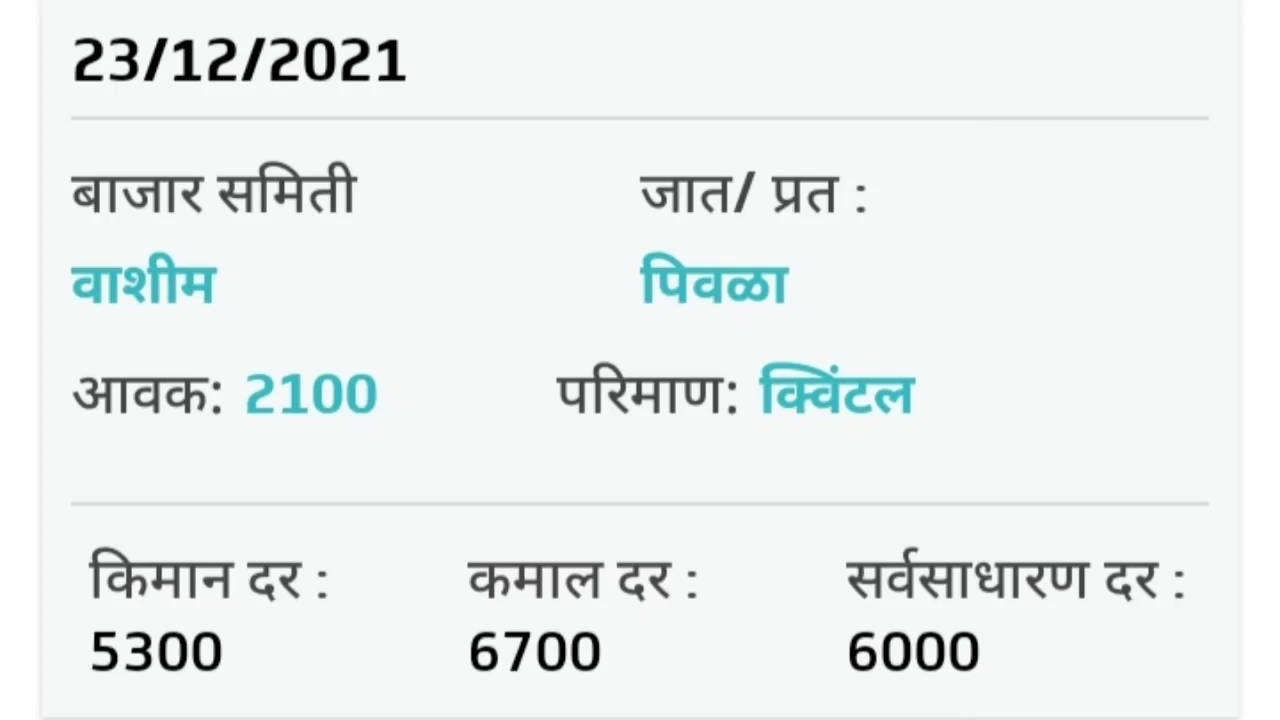 23/12/2021
बाजार समिती जात/ प्रत :
वाशीम पिवळा
आवक: 2100 परिमाण: क्विंटल
किमान दर : कमाल दर : सर्वसाधारण दर :
5300 6700 6000